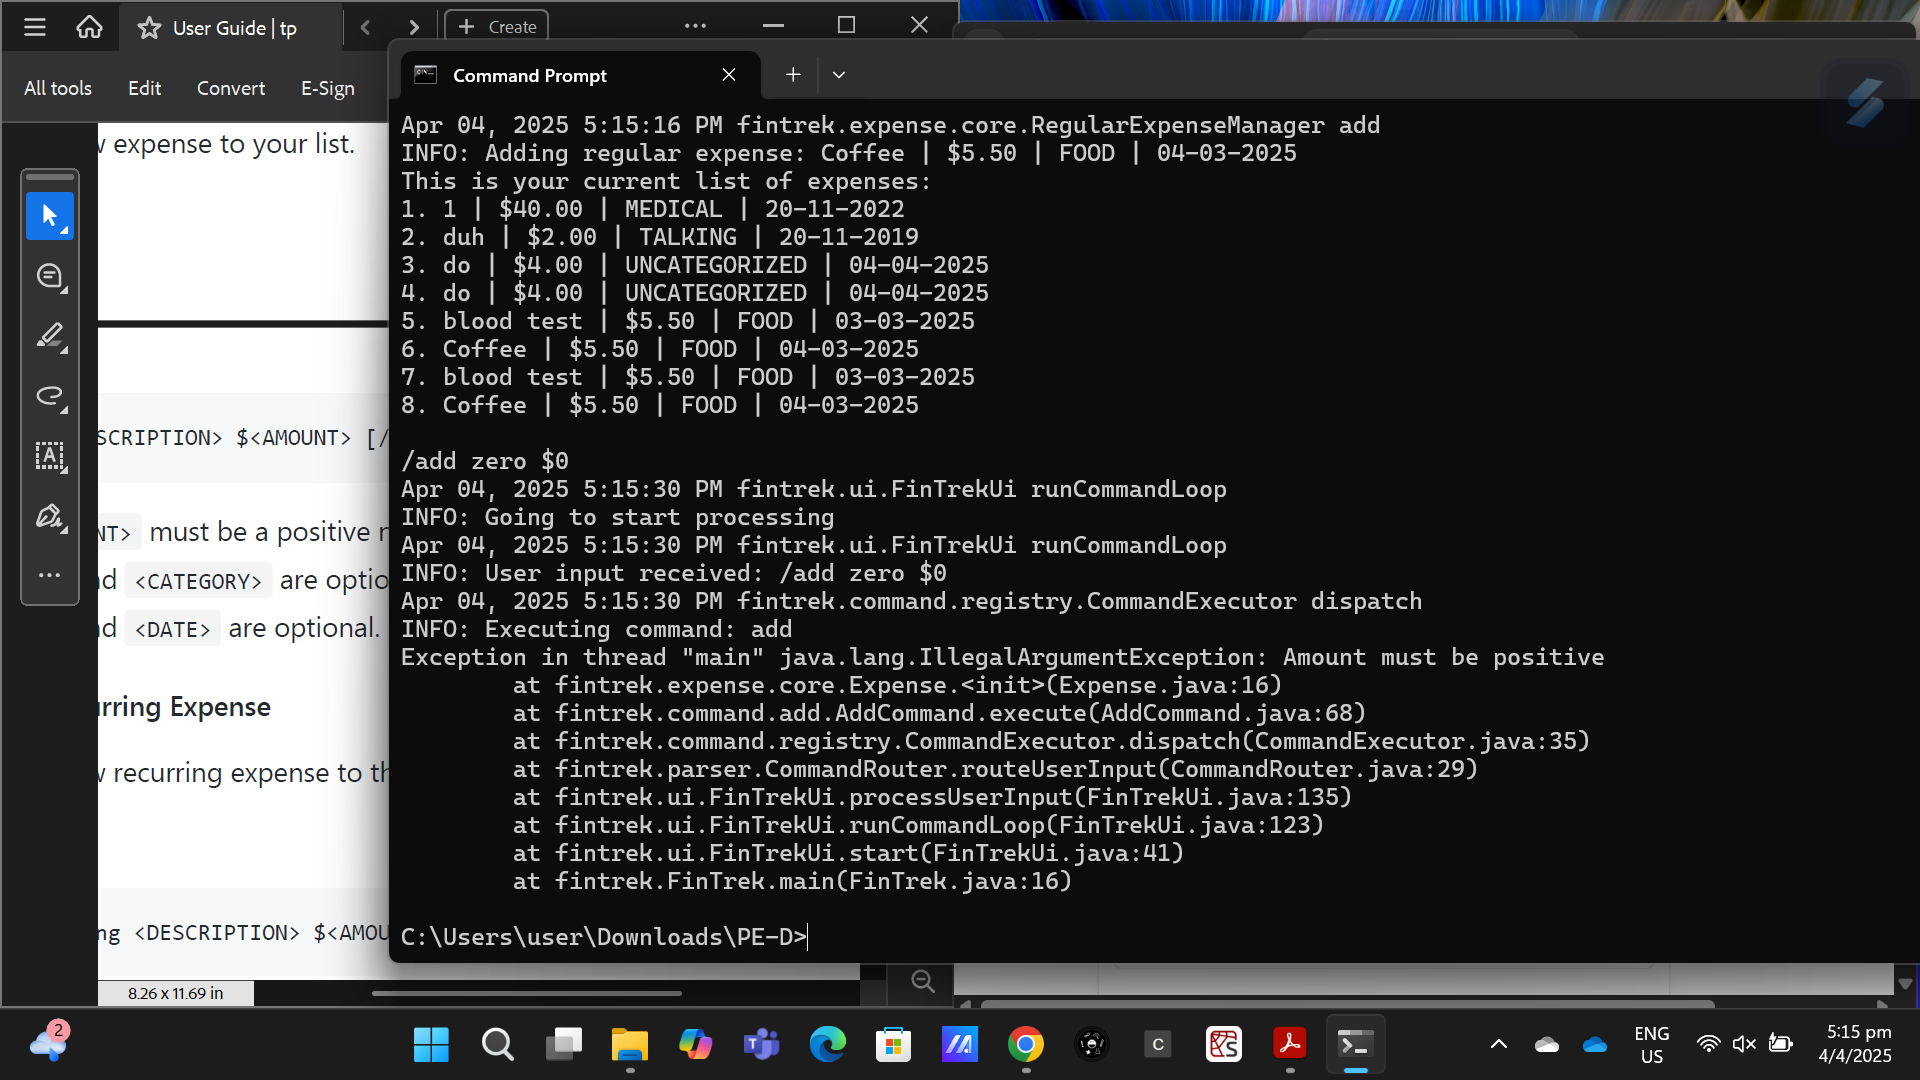 User Guide | tp
Create
All tools
Edit
Convert
E-Sign
expense to your list.
SCRIPTION> $<AMOUNT> [/
NT> must be a positive
<CATEGORY> are optio
<DATE> are optional.
rring Expense
recurring expense to th
ng <DESCRIPTION> $<AMOU
8.26 x 11.69 in
Command Prompt
Apr 04, 2025 5:15:16 PM fintrek.expense.core.RegularExpenseManager add
INFO: Adding regular expense: Coffee | $5.50 | FOOD | 04-03-2025
This is your current list of expenses:
1. 1 | $40.00 | MEDICAL | 20-11-2022
2. duh | $2.00 | TALKING | 20-11-2019
3. do | $4.00 | UNCATEGORIZED | 04-04-2025
4. do | $4.00 | UNCATEGORIZED | 04-04-2025
5. blood test | $5.50 | FOOD | 03-03-2025
6. Coffee | $5.50 | FOOD | 04-03-2025
7. blood test | $5.50 | FOOD | 03-03-2025
8. Coffee | $5.50 | FOOD | 04-03-2025
/add zero $0
Apr 04, 2025 5:15:30 PM fintrek.ui.FinTrekUi runCommandLoop
INFO: Going to start processing
Apr 04, 2025 5:15:30 PM fintrek.ui.FinTrekUi runCommandLoop
INFO: User input received: /add zero $0
Apr 04, 2025 5:15:30 PM fintrek.command.registry.CommandExecutor dispatch
INFO: Executing command: add
Exception in thread "main" java.lang.IllegalArgumentException: Amount must be positive
at fintrek.expense.core.Expense.<init>(Expense.java:16)
at fintrek.command.add.AddCommand.execute(AddCommand.java:68)
at fintrek.command.registry.CommandExecutor.dispatch(CommandExecutor.java:35)
at fintrek.parser.CommandRouter.routeUserInput(CommandRouter.java:29)
at fintrek.ui.FinTrekUi.processUserInput(FinTrekUi.java:135)
at fintrek.ui.FinTrekUi.runCommandLoop(FinTrekUi.java:123)
at fintrek.ui.FinTrekUi.start(FinTrekUi.java:41)
at fintrek.FinTrek.main(FinTrek.java:16)
C:\Users\user\Downloads\PE-D>
2
ENG
US
5:15 pm
4/4/2025